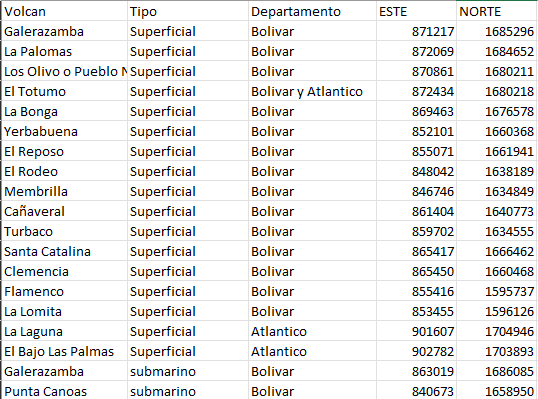 Volcan Tipo Departamento ESTE NORTE
Galerazamba Superficial Bolivar 871217 1685296
La Palomas Superficial Bolivar 872069 1684652
Los Olivo o Pueblo N Superficial Bolivar 870861 1680211
El Totumo Superficial Bolivar y Atlantico 872434 1680218
La Bonga Superficial Bolivar 869463 1676578
Yerbabuena Superficial Bolivar 852101 1660368
El Reposo Superficial Bolivar 855071 1661941
El Rodeo Superficial Bolivar 848042 1638189
Membrilla Superficial Bolivar 846746 1634849
Cañaveral Superficial Bolivar 861404 1640773
Turbaco Superficial Bolivar 859702 1634555
Santa Catalina Superficial Bolivar 865417 1666462
Clemencia Superficial Bolivar 865450 1660468
Flamenco Superficial Bolivar 855416 1595737
La Lomita Superficial Bolivar 853455 1596126
La Laguna Superficial Atlantico 901607 1704946
El Bajo Las Palmas Superficial Atlantico 902782 1703893
Galerazamba submarino Bolivar 863019 1686085
Punta Canoas submarino Bolivar 840673 1658950